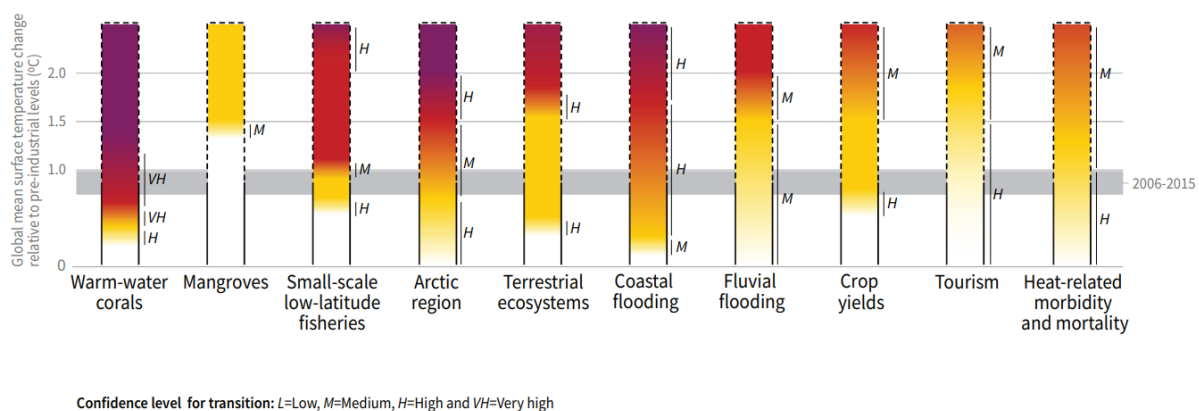 Global mean surface temperature change
relative to pre-industrial levels (°C)
2.0
1.5
1.0
0
H
M
H
H
H
M
M
VH
M
H
M
H
2006-2015
VH
H
H
M
H
H
H
M
Warm-water
corals
Mangroves
Small-scale
low-latitude
fisheries
Arctic
region
Terrestrial
ecosystems
Coastal
flooding
Fluvial
flooding
Crop
yields
Tourism
Heat-related
morbidity
and mortality
Confidence level for transition: L=Low, M=Medium, H=High and VH=Very high